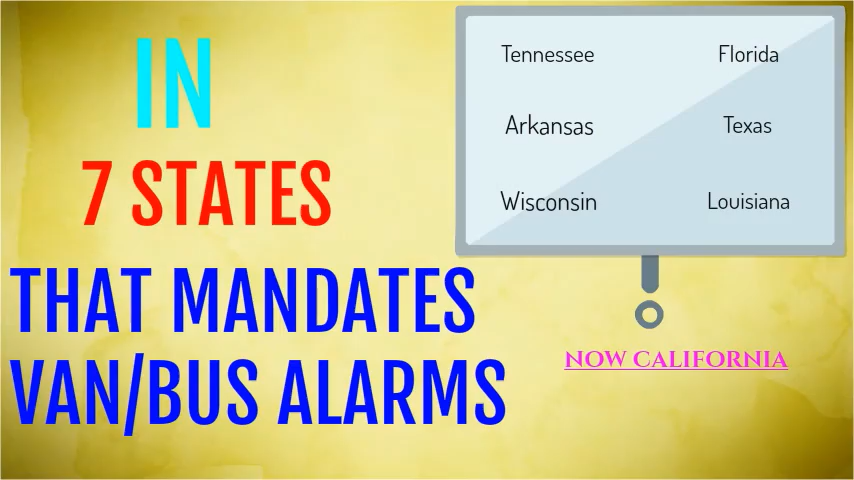 IN
7 STATES
THAT MANDATES
VAN/BUS ALARMS
Tennessee Florida
Arkansas Texas
Wisconsin Louisiana
NOW CALIFORNIA